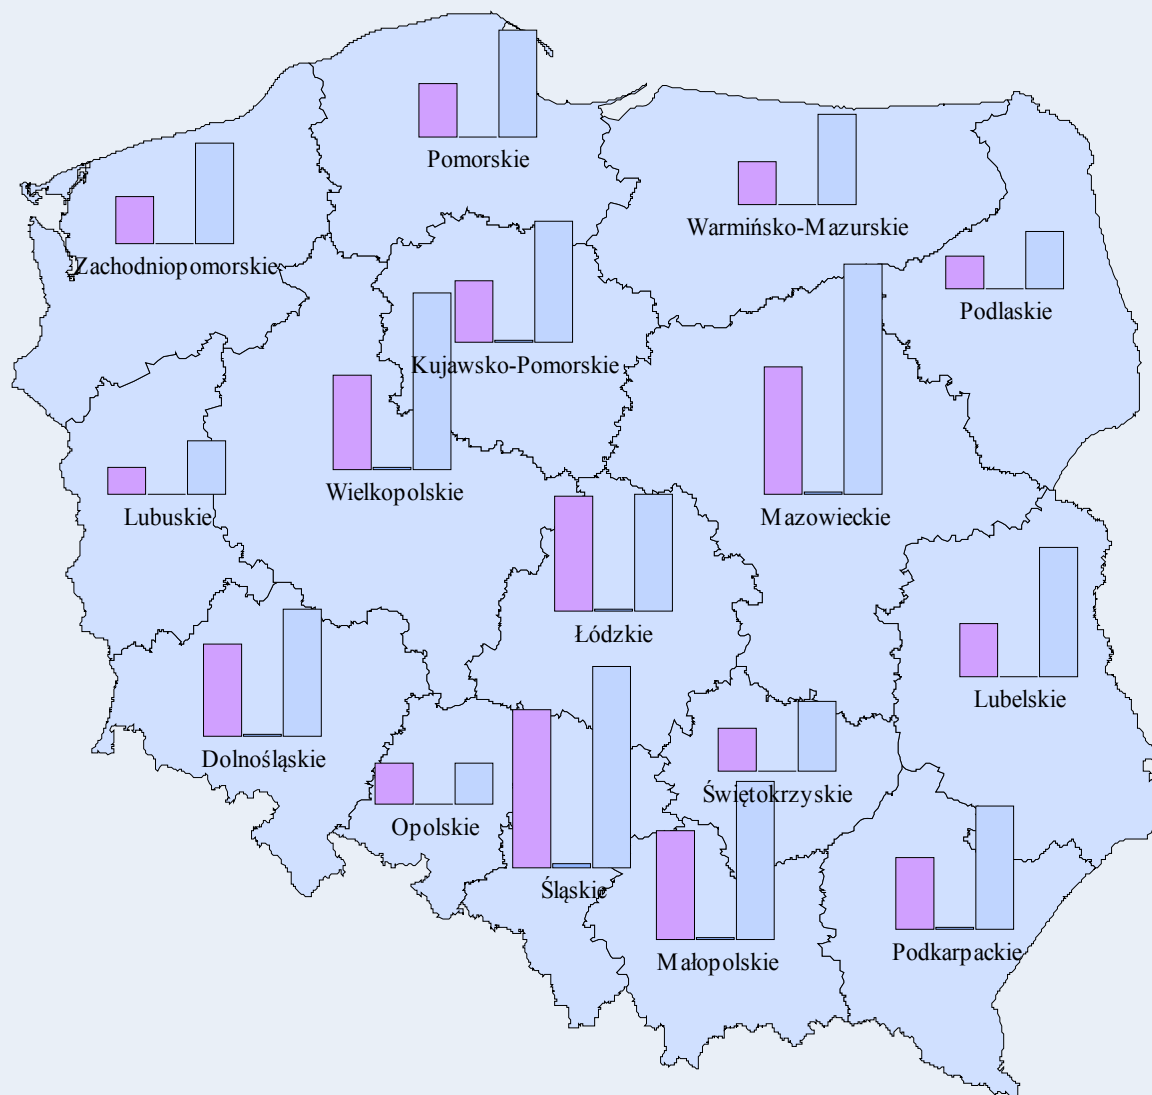 Pomorskie
Warmińsko-Mazurskie
Zachodniopomorskie
Podlaskie
Kujawsko-Pomorskie
Wielkopolskie
Lubuskie
Mazowieckie
Łódzkie
Lubelskie
Dolnośląskie
Świętokrzyskie
Opolskie
Śląskie
Podkarpackie
Małopolskie